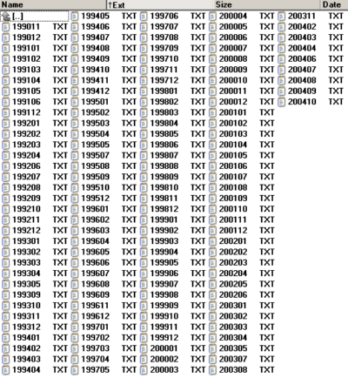 Name ↑Ext Size Date
[..]
199011 TXT
199012 TXT
199101 TXT
199102 TXT
199103 TXT
199104 TXT
199105 TXT
199106 TXT
199112 TXT
199201 TXT
199202 TXT
199203 TXT
199204 TXT
199206 TXT
199207 TXT
199208 TXT
199209 TXT
199210 TXT
199211 TXT
199212 TXT
199301 TXT
199302 TXT
199303 TXT
199304 TXT
199305 TXT
199309 TXT
199310 TXT
199311 TXT
199312 TXT
199401 TXT
199402 TXT
199403 TXT
199404 TXT
199405 TXT
199406 TXT
199407 TXT
199408 TXT
199409 TXT
199410 TXT
199411 TXT
199412 TXT
199501 TXT
199502 TXT
199503 TXT
199504 TXT
199505 TXT
199506 TXT
199508 TXT
199509 TXT
199510 TXT
199512 TXT
199601 TXT
199602 TXT
199603 TXT
199604 TXT
199605 TXT
199606 TXT
199607 TXT
199608 TXT
199609 TXT
199611 TXT
199612 TXT
199701 TXT
199702 TXT
199703 TXT
199704 TXT
199705 TXT
199706 TXT
199707 TXT
199708 TXT
199709 TXT
199710 TXT
199711 TXT
199712 TXT
199801 TXT
199802 TXT
199803 TXT
199804 TXT
199805 TXT
199806 TXT
199807 TXT
199808 TXT
199809 TXT
199810 TXT
199811 TXT
199812 TXT
199901 TXT
199902 TXT
199903 TXT
199904 TXT
199905 TXT
199906 TXT
199907 TXT
199908 TXT
199909 TXT
199910 TXT
199911 TXT
199912 TXT
200001 TXT
200002 TXT
200003 TXT
200004 TXT
200005 TXT
200006 TXT
200007 TXT
200008 TXT
200009 TXT
200010 TXT
200011 TXT
200012 TXT
200101 TXT
200102 TXT
200103 TXT
200104 TXT
200105 TXT
200106 TXT
200107 TXT
200108 TXT
200109 TXT
200110 TXT
200111 TXT
200112 TXT
200201 TXT
200202 TXT
200203 TXT
200204 TXT
200205 TXT
200206 TXT
200301 TXT
200302 TXT
200303 TXT
200304 TXT
200305 TXT
200307 TXT
200308 TXT
200311 TXT
200402 TXT
200403 TXT
200404 TXT
200406 TXT
200407 TXT
200408 TXT
200409 TXT
200410 TXT